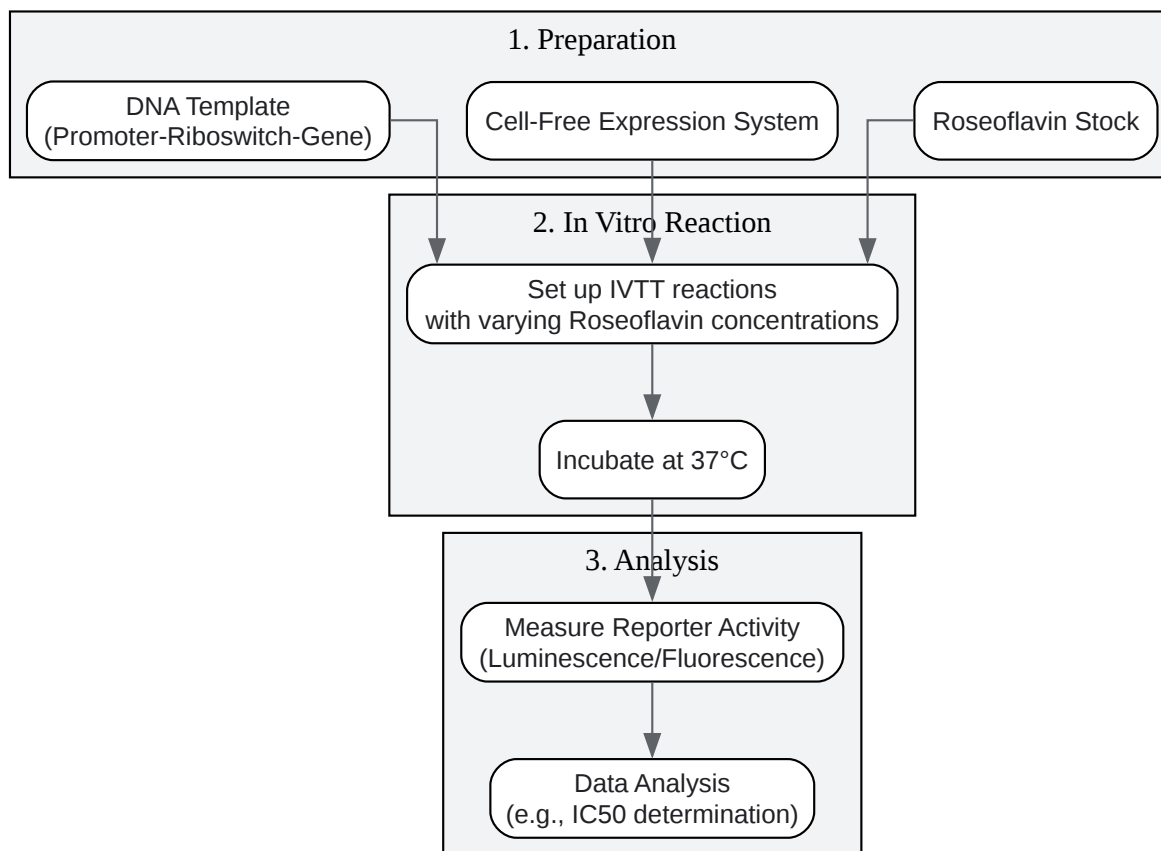 1. Preparation
DNA Template
(Promoter-Riboswitch-Gene)
Cell-Free Expression System
Roseoflavin Stock
2. In Vitro Reaction
Set up IVTT reactions
with varying Roseoflavin concentrations
Incubate at 37°C
3. Analysis
Measure Reporter Activity
(Luminescence/Fluorescence)
Data Analysis
(e.g., IC50 determination)